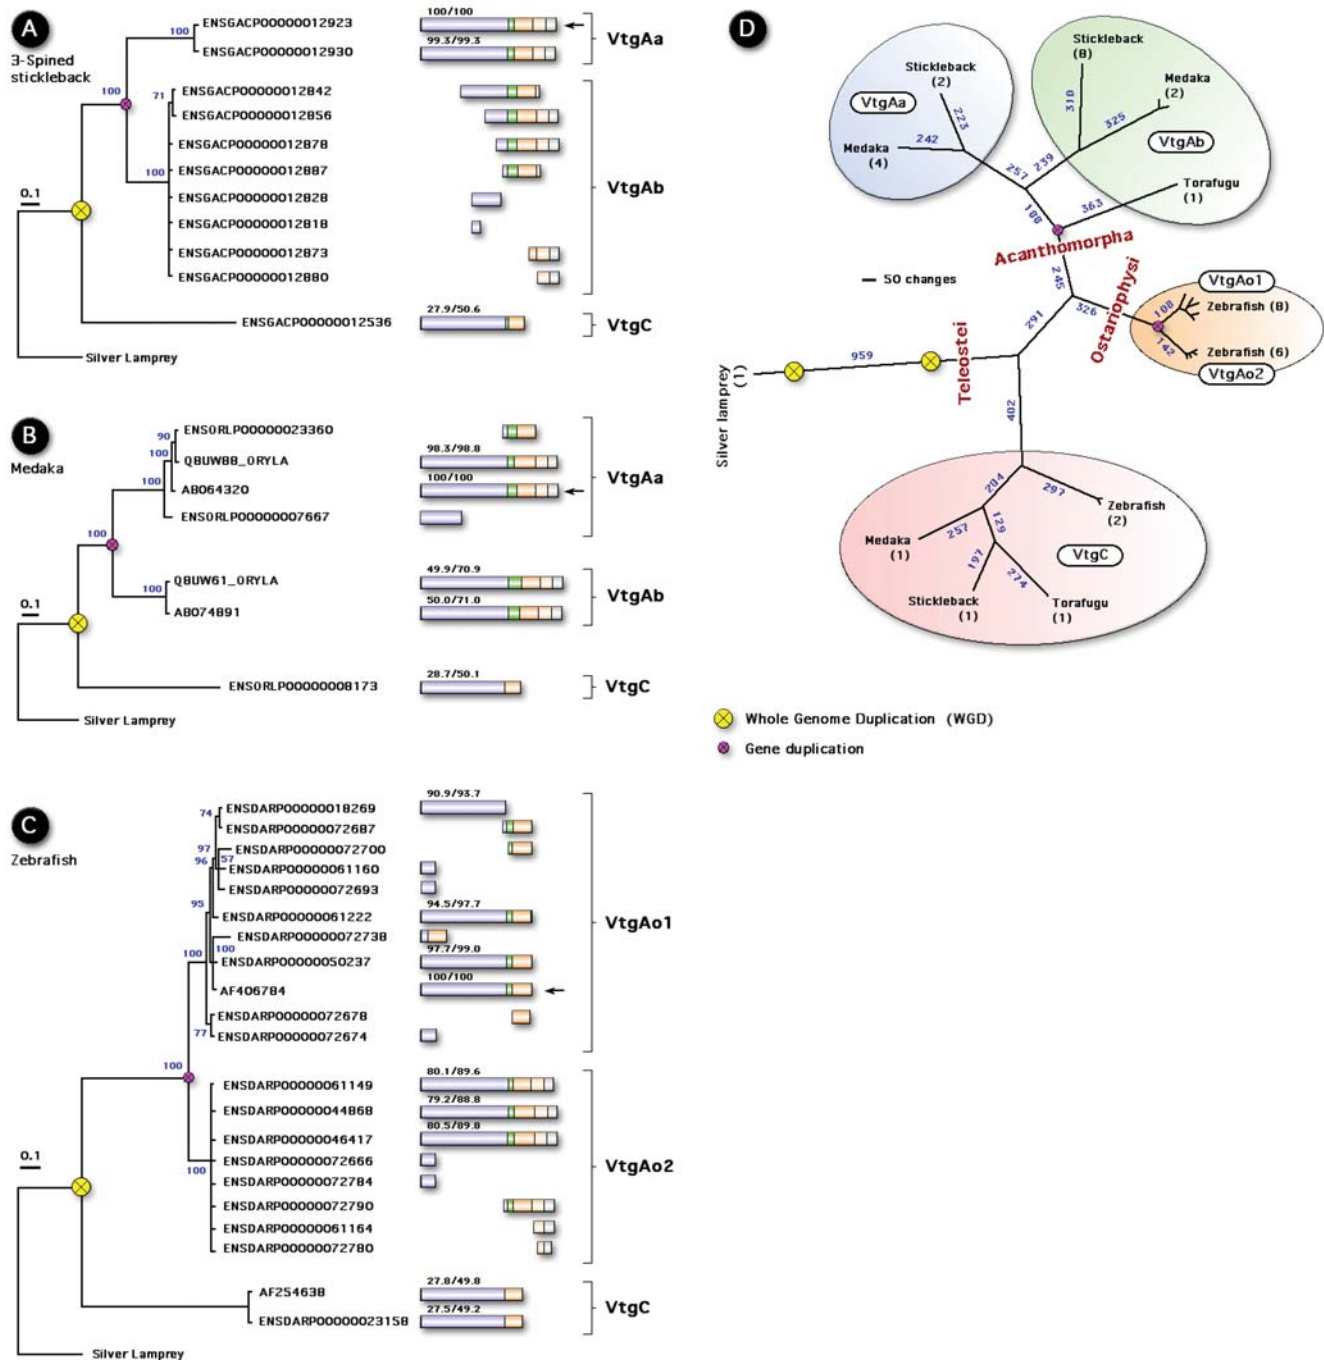 A
3-Spined
stickleback
100
ENSGACP00000012923
100/100
ENSGACP00000012930
99.3/99.3
VtgAa
100
71
ENSGACP00000012842
ENSGACP00000012856
ENSGACP00000012878
100
ENSGACP00000012887
ENSGACP00000012828
ENSGACP00000012818
ENSGACP00000012873
ENSGACP00000012880
VtgAb
0.1
ENSGACP00000012536
27.9/50.6
VtgC
Silver Lamprey
B
Medaka
90
ENSORLP00000023360
100
Q8UW88_ORYLA
98.3/98.8
100
AB064320
100/100
ENSORLP00000007667
VtgAa
100
Q8UW61_ORYLA
49.9/70.9
100
AB074891
50.0/71.0
VtgAb
0.1
ENSORLP00000008173
28.7/50.1
VtgC
Silver Lamprey
C
Zebrafish
74
ENSDARP00000018269
90.9/93.7
ENSDARP00000072687
97
ENSDARP00000072700
96
57
ENSDARP00000061160
ENSDARP00000072693
95
ENSDARP00000061222
94.5/97.7
ENSDARP00000072738
100
100
ENSDARP00000050237
97.7/99.0
AF406784
100/100
ENSDARP00000072678
77
ENSDARP00000072674
VtgAo1
100
ENSDARP00000061149
80.1/89.6
ENSDARP00000044868
79.2/88.8
ENSDARP00000046417
80.5/89.8
100
ENSDARP00000072666
ENSDARP00000072784
ENSDARP00000072790
ENSDARP00000061164
ENSDARP00000072780
VtgAo2
0.1
AF254638
27.8/49.8
ENSDARP00000023158
27.5/49.2
VtgC
Silver Lamprey
D
Stickleback
(2)
VtgAa
223
242
Medaka
(4)
Stickleback
(8)
310
Medaka
(2)
325
VtgAb
239
257
Torafugu
(1)
363
188
Acanthomorpha
245
50 changes
VtgAo1
Zebrafish (8)
108
326
Ostariophysi
142
Zebrafish (6)
VtgAo2
291
959
Teleostei
Silver lamprey
(1)
402
204
297
Zebrafish
(2)
Medaka
(1)
257
129
VtgC
197
274
Stickleback
(1)
Torafugu
(1)
Whole Genome Duplication (WGD)
Gene duplication